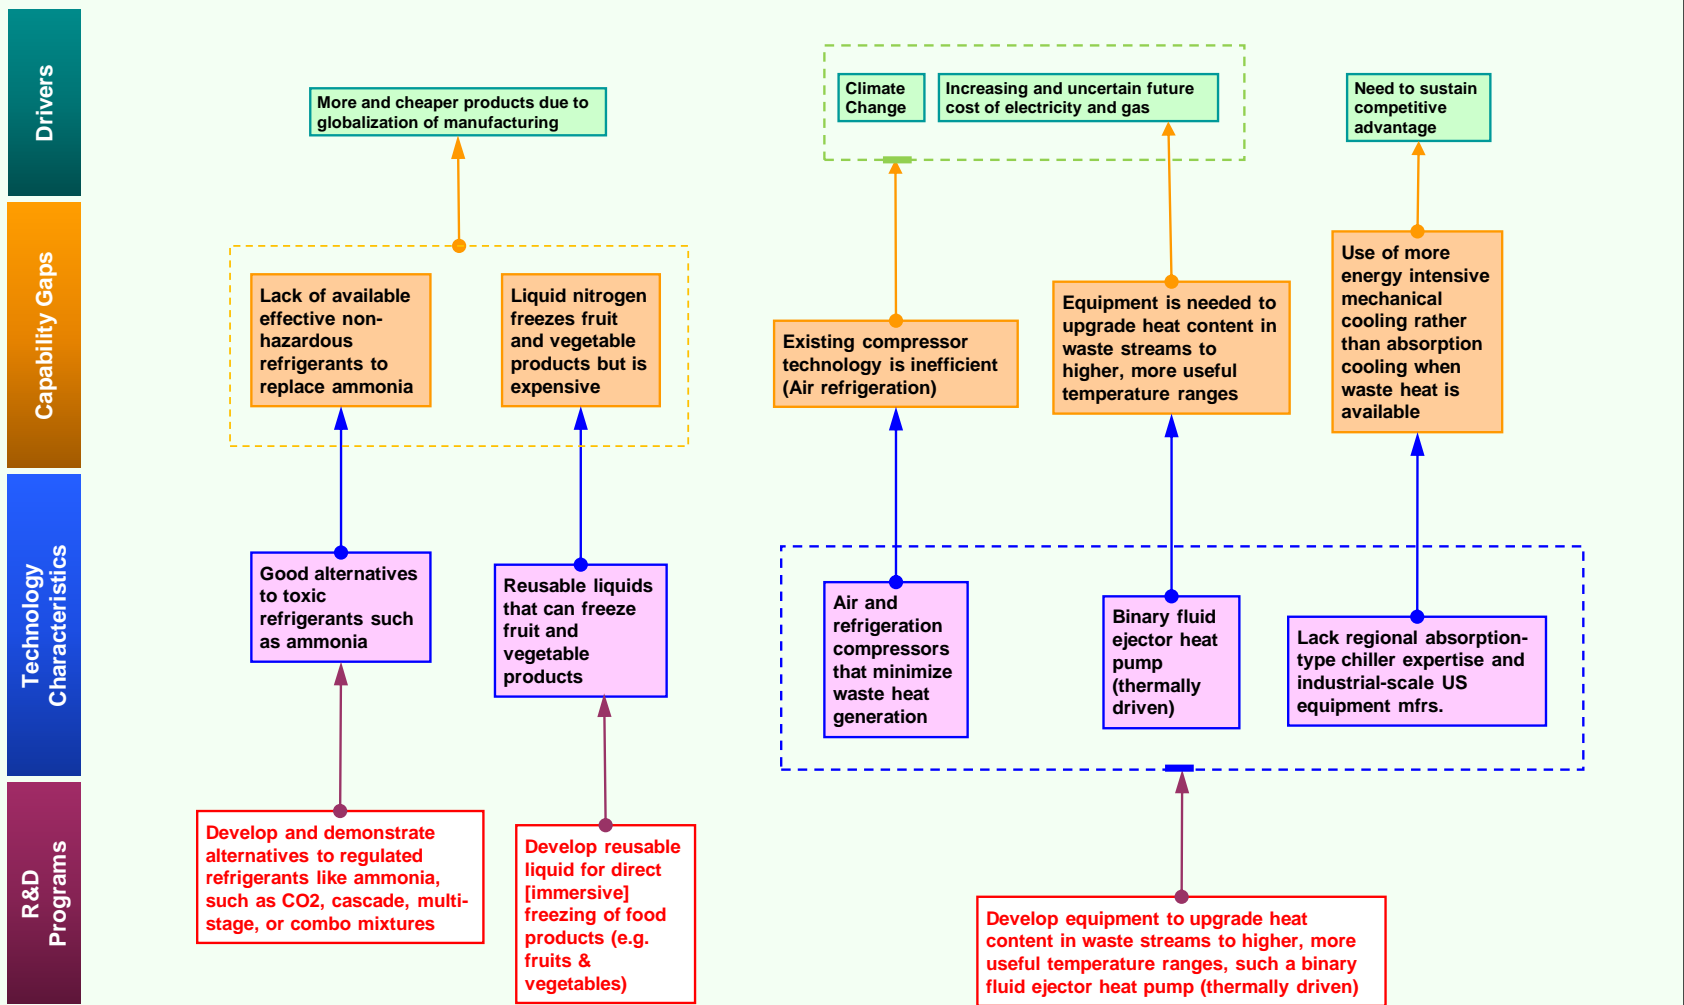 Drivers
More and cheaper products due to
globalization of manufacturing
Climate
Change
Increasing and uncertain future
cost of electricity and gas
Need to sustain
competitive
advantage
Capability Gaps
Lack of available
effective non-
hazardous
refrigerants to
replace ammonia
Liquid nitrogen
freezes fruit
and vegetable
products but is
expensive
Existing compressor
technology is inefficient
(Air refrigeration)
Equipment is needed to
upgrade heat content in
waste streams to
higher, more useful
temperature ranges
Use of more
energy intensive
mechanical
cooling rather
than absorption
cooling when
waste heat is
available
Technology
Characteristics
Good alternatives
to toxic
refrigerants such
as ammonia
Reusable liquids
that can freeze
fruit and
vegetable
products
Air and
refrigeration
compressors
that minimize
waste heat
generation
Binary fluid
ejector heat
pump
(thermally
driven)
Lack regional absorption-
type chiller expertise and
industrial-scale US
equipment mfrs.
R&D
Programs
Develop and demonstrate
alternatives to regulated
refrigerants like ammonia,
such as CO2, cascade, multi-
stage, or combo mixtures
Develop reusable
liquid for direct
[immersive]
freezing of food
products (e.g.
fruits &
vegetables)
Develop equipment to upgrade heat
content in waste streams to higher, more
useful temperature ranges, such a binary
fluid ejector heat pump (thermally driven)